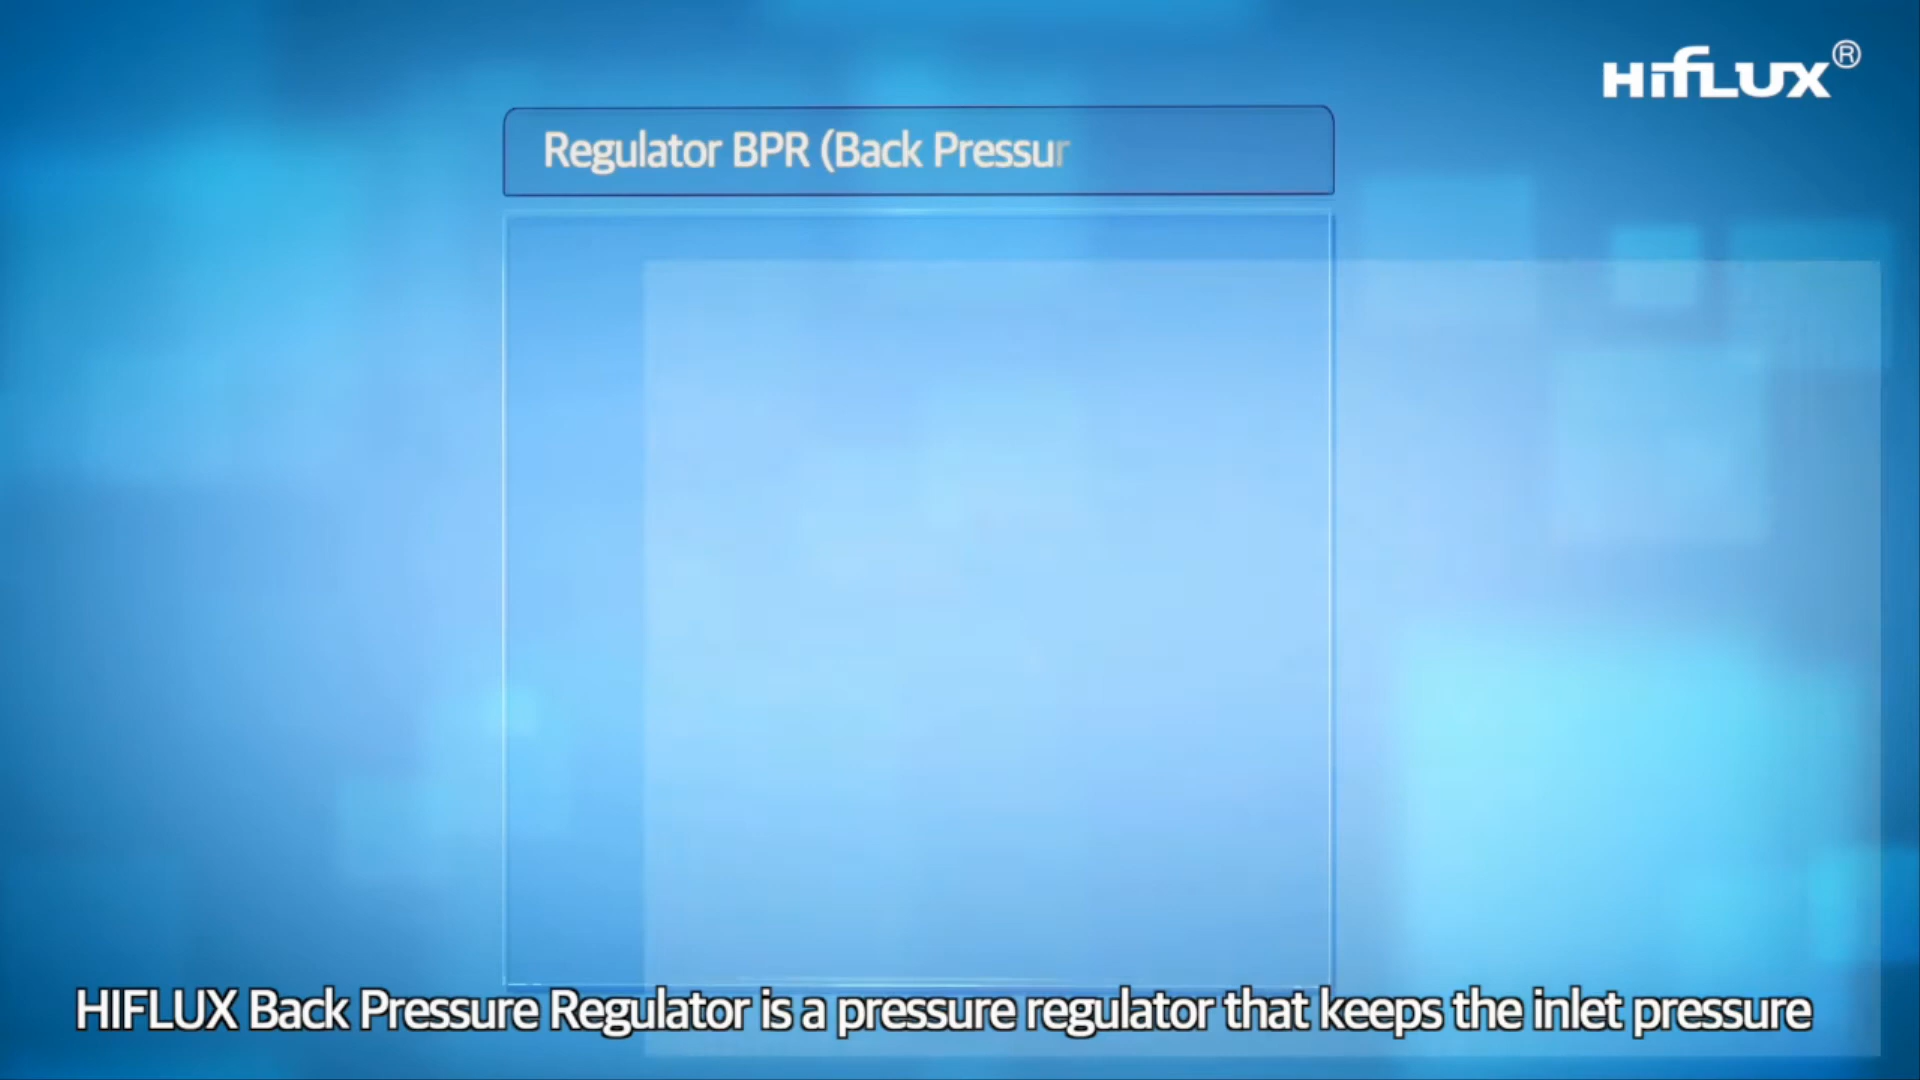 HIFLUX®
Regulator BPR (Back Pressur
HIFLUX Back Pressure Regulator is a pressure regulator that keeps the inlet pressure